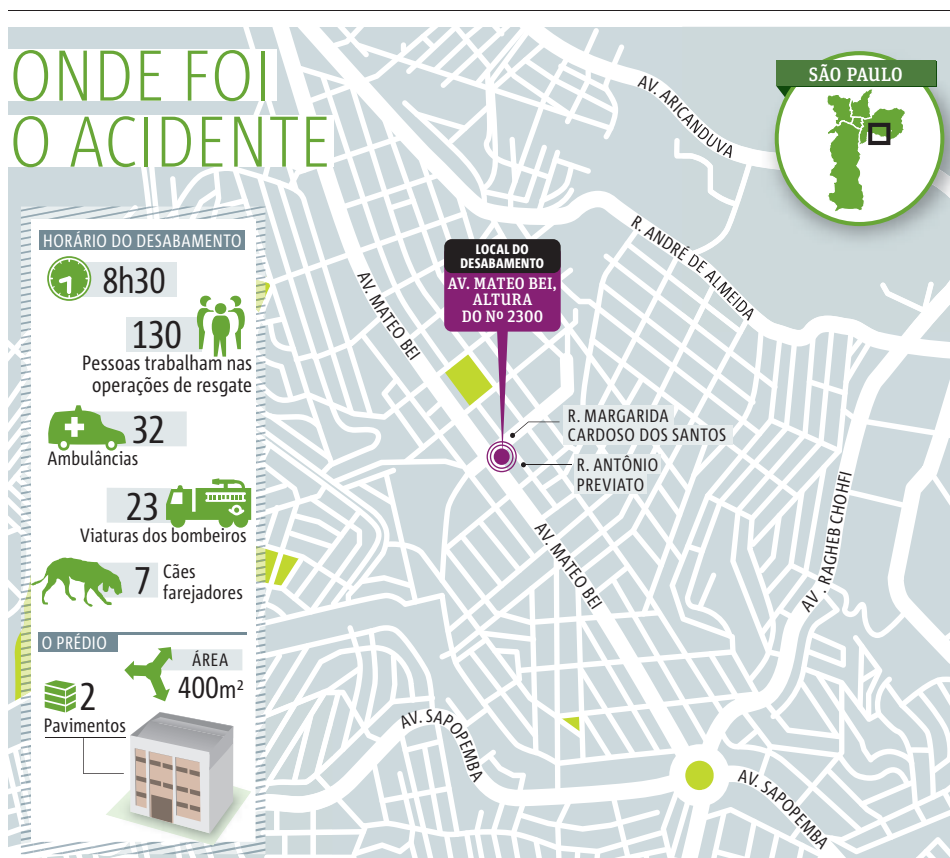 ONDE FOI
O ACIDENTE
SÃO PAULO
AV. ARICANDUVA
R. ANDRÉ DE ALMEIDA
HORÁRIO DO DESABAMENTO
8h30
130
Pessoas trabalham nas
operações de resgate
32
Ambulâncias
23
Viaturas dos bombeiros
7
Cães
farejadores
O PRÉDIO
ÁREA
400m²
2
Pavimentos
LOCAL DO
DESABAMENTO
AV. MATEO BEI,
ALTURA
DO Nº 2300
AV. MATEO BEI
R. MARGARIDA
CARDOSO DOS SANTOS
R. ANTÔNIO
PREVIATO
AV. MATEO BEI
AV. RAGHEB CHOHFI
AV. SAPOPEMBA
AV. SAPOPEMBA